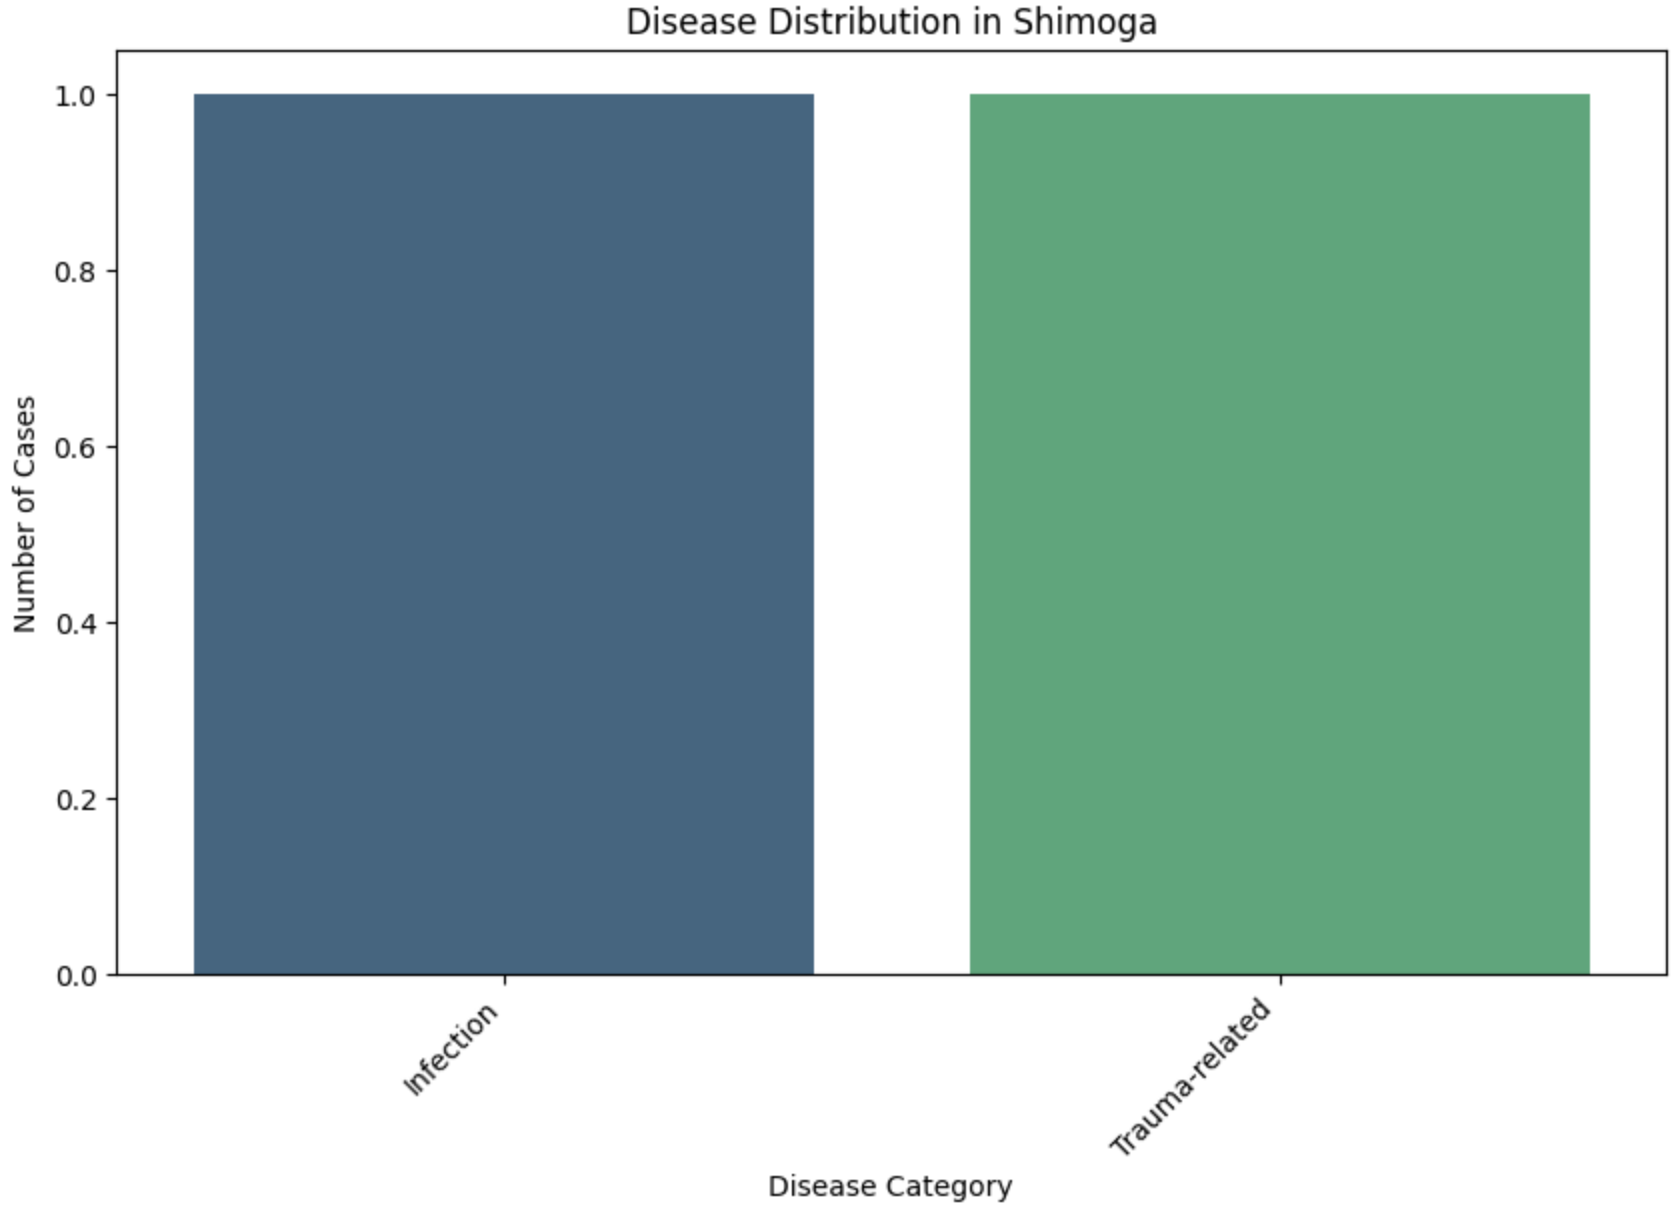 Disease Distribution in Shimoga
Number of Cases
1.0
0.8
0.6
0.4
0.2
0.0
Infection
Trauma-related
Disease Category